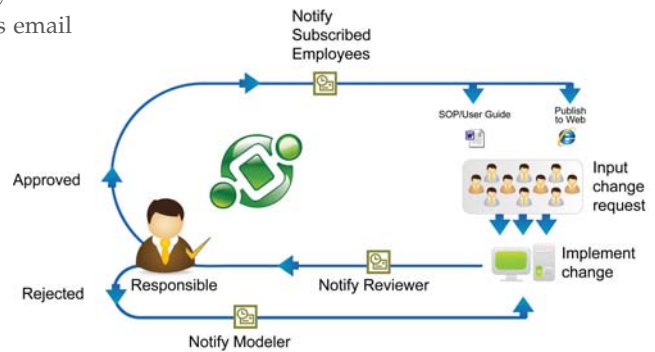 s email
Notify
Subscribed
Employees
SOP/User Guide
Publish
to Web
Approved
Input
change
request
Implement
change
Rejected
Responsible
Notify Reviewer
Notify Modeler